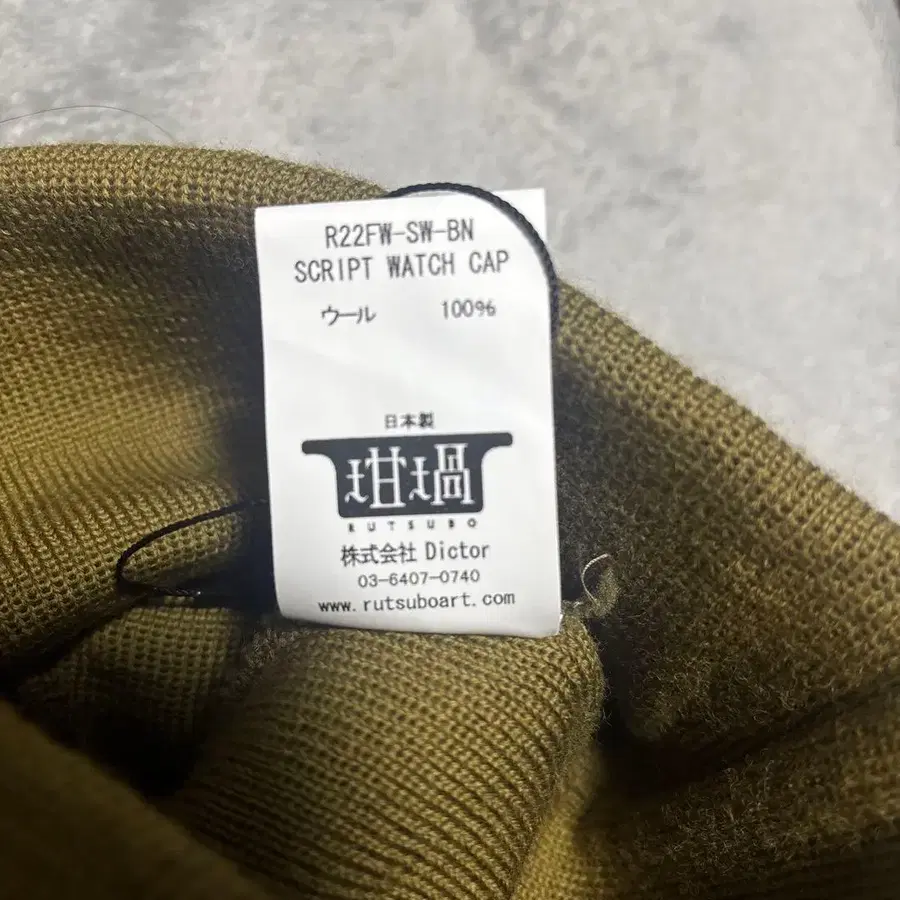 R22FW-SW-BN
SCRIPT WATCH CAP
ウール 100%
日本製
坩堝
RUTSUBO
株式会社 Dictor
03-6407-0740
www.rutsuboart.com